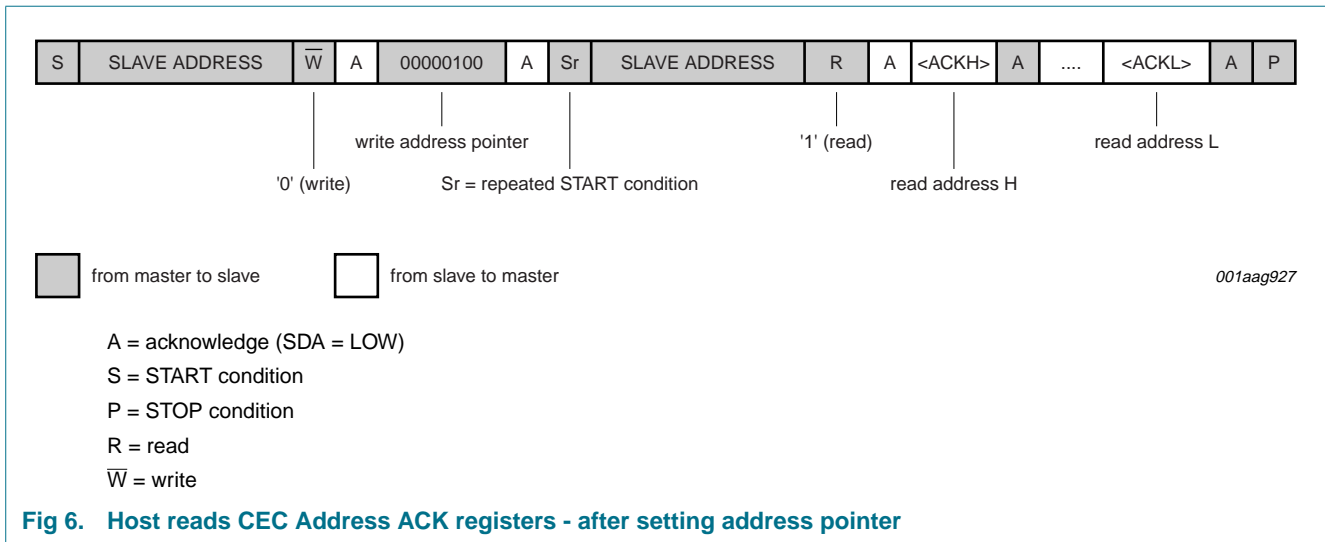 S SLAVE ADDRESS W̅ A 00000100 A Sr SLAVE ADDRESS R A <ACKH> A .... <ACKL> A P
write address pointer '1' (read) read address L
'0' (write) Sr = repeated START condition read address H
from master to slave from slave to master 001aag927
A = acknowledge (SDA = LOW)
S = START condition
P = STOP condition
R = read
W̅ = write
Fig 6. Host reads CEC Address ACK registers - after setting address pointer